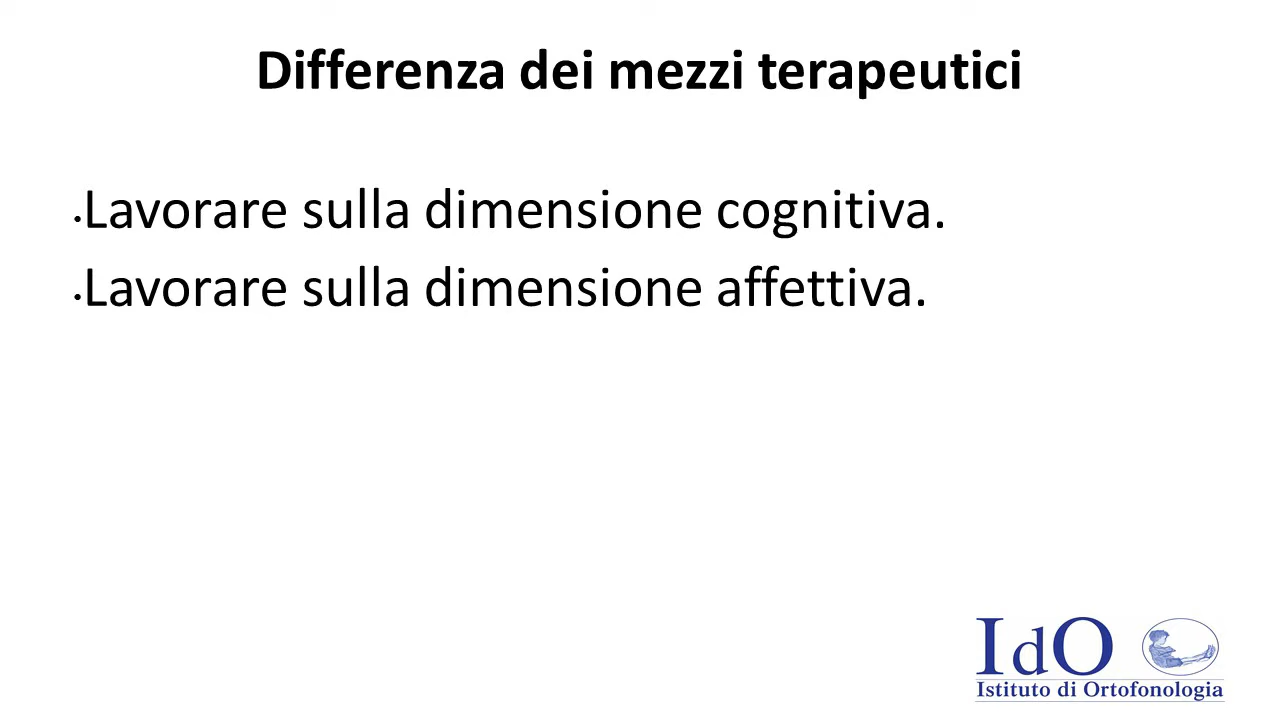 Differenza dei mezzi terapeutici
•Lavorare sulla dimensione cognitiva.
•Lavorare sulla dimensione affettiva.
IdO
Istituto di Ortofonologia